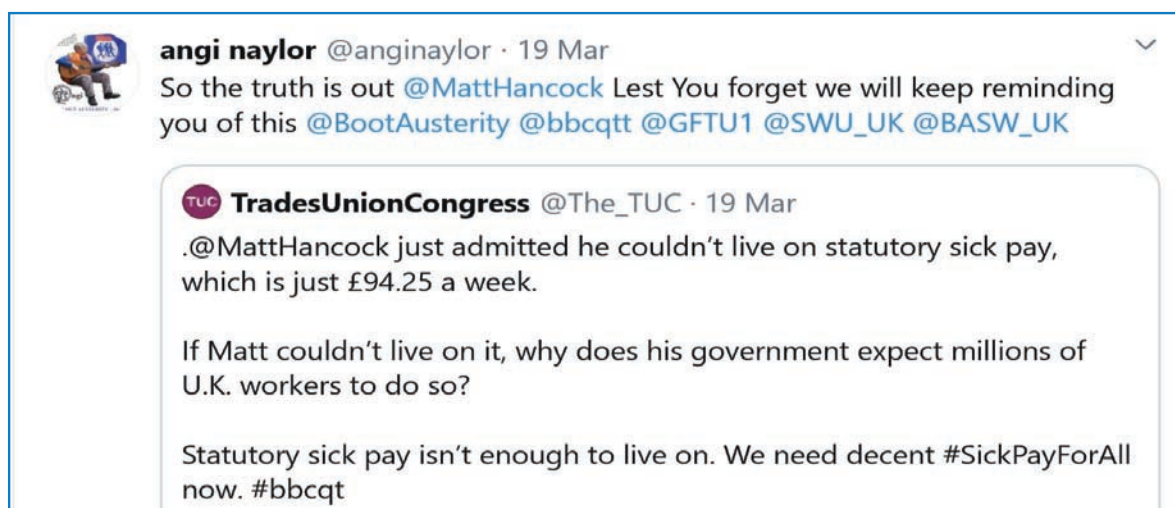 angi naylor @anginaylor · 19 Mar
So the truth is out @MattHancock Lest You forget we will keep reminding
you of this @BootAusterity @bbcqtt @GFTU1 @SWU_UK @BASW_UK
TUC TradesUnionCongress @The_TUC · 19 Mar
.@MattHancock just admitted he couldn't live on statutory sick pay,
which is just £94.25 a week.
If Matt couldn't live on it, why does his government expect millions of
U.K. workers to do so?
Statutory sick pay isn't enough to live on. We need decent #SickPayForAll
now. #bbcqt